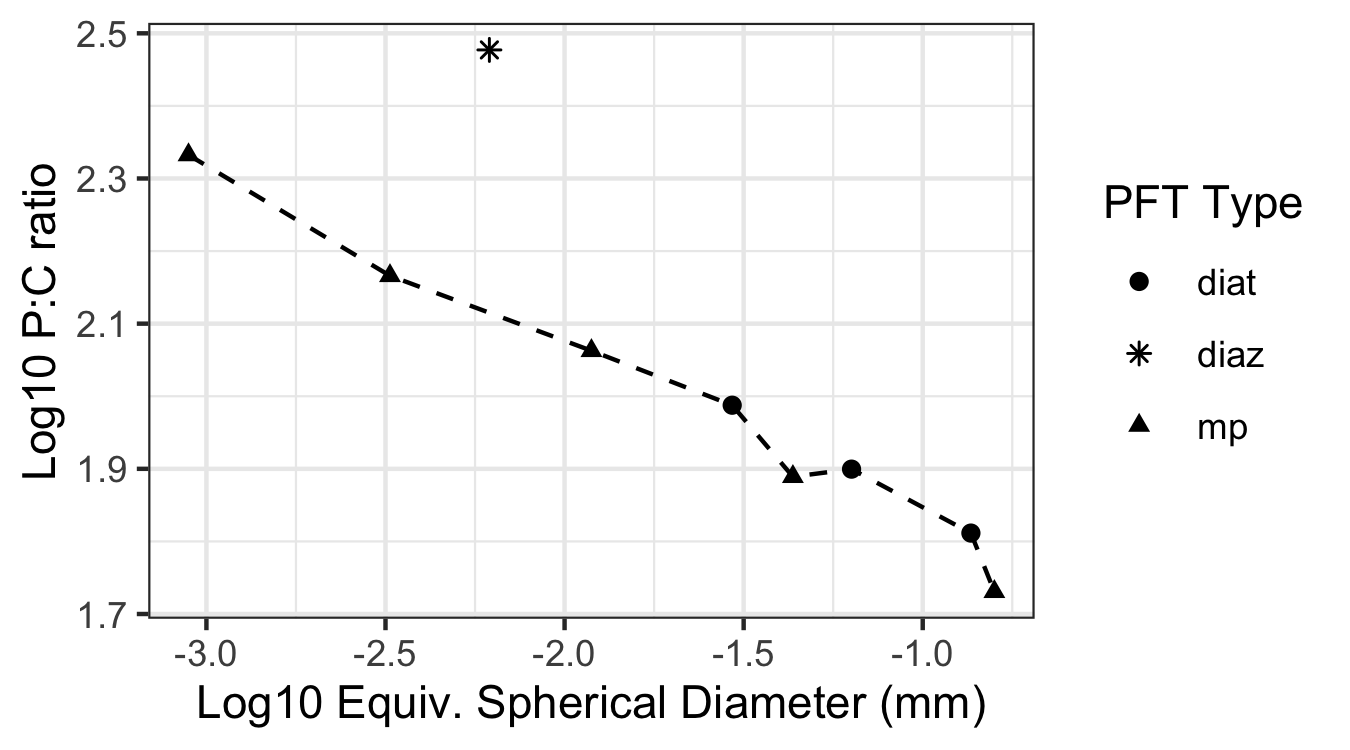 2.5
2.3
2.1
1.9
1.7
Log10 P:C ratio
-3.0 -2.5 -2.0 -1.5 -1.0
Log10 Equiv. Spherical Diameter (mm)
PFT Type
diat
diaz
mp